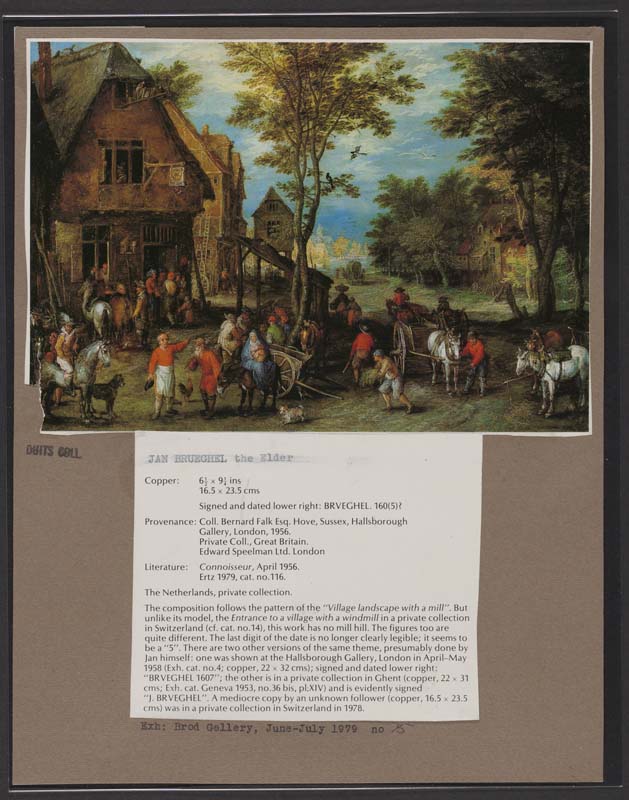 DUITS COLL.
JAN BRUEGHEL the Elder
Copper: 6½ × 9¼ ins
16.5 × 23.5 cms
Signed and dated lower right: BRVEGHEL. 160(5)?
Provenance: Coll. Bernard Falk Esq. Hove, Sussex, Hallsborough
Gallery, London, 1956.
Private Coll., Great Britain.
Edward Speelman Ltd. London
Literature: Connoisseur, April 1956.
Ertz 1979, cat. no.116.
The Netherlands, private collection.
The composition follows the pattern of the "Village landscape with a mill". But
unlike its model, the Entrance to a village with a windmill in a private collection
in Switzerland (cf. cat. no.14), this work has no mill hill. The figures too are
quite different. The last digit of the date is no longer clearly legible; it seems to
be a "5". There are two other versions of the same theme, presumably done by
Jan himself: one was shown at the Hallsborough Gallery, London in April–May
1958 (Exh. cat. no.4; copper, 22 × 32 cms); signed and dated lower right:
"BRVEGHEL 1607"; the other is in a private collection in Ghent (copper, 22 × 31
cms; Exh. cat. Geneva 1953, no.36 bis, pl.XIV) and is evidently signed
"J. BRVEGHEL". A mediocre copy by an unknown follower (copper, 16.5 × 23.5
cms) was in a private collection in Switzerland in 1978.
Exh: Brod Gallery, June-July 1979 no 15